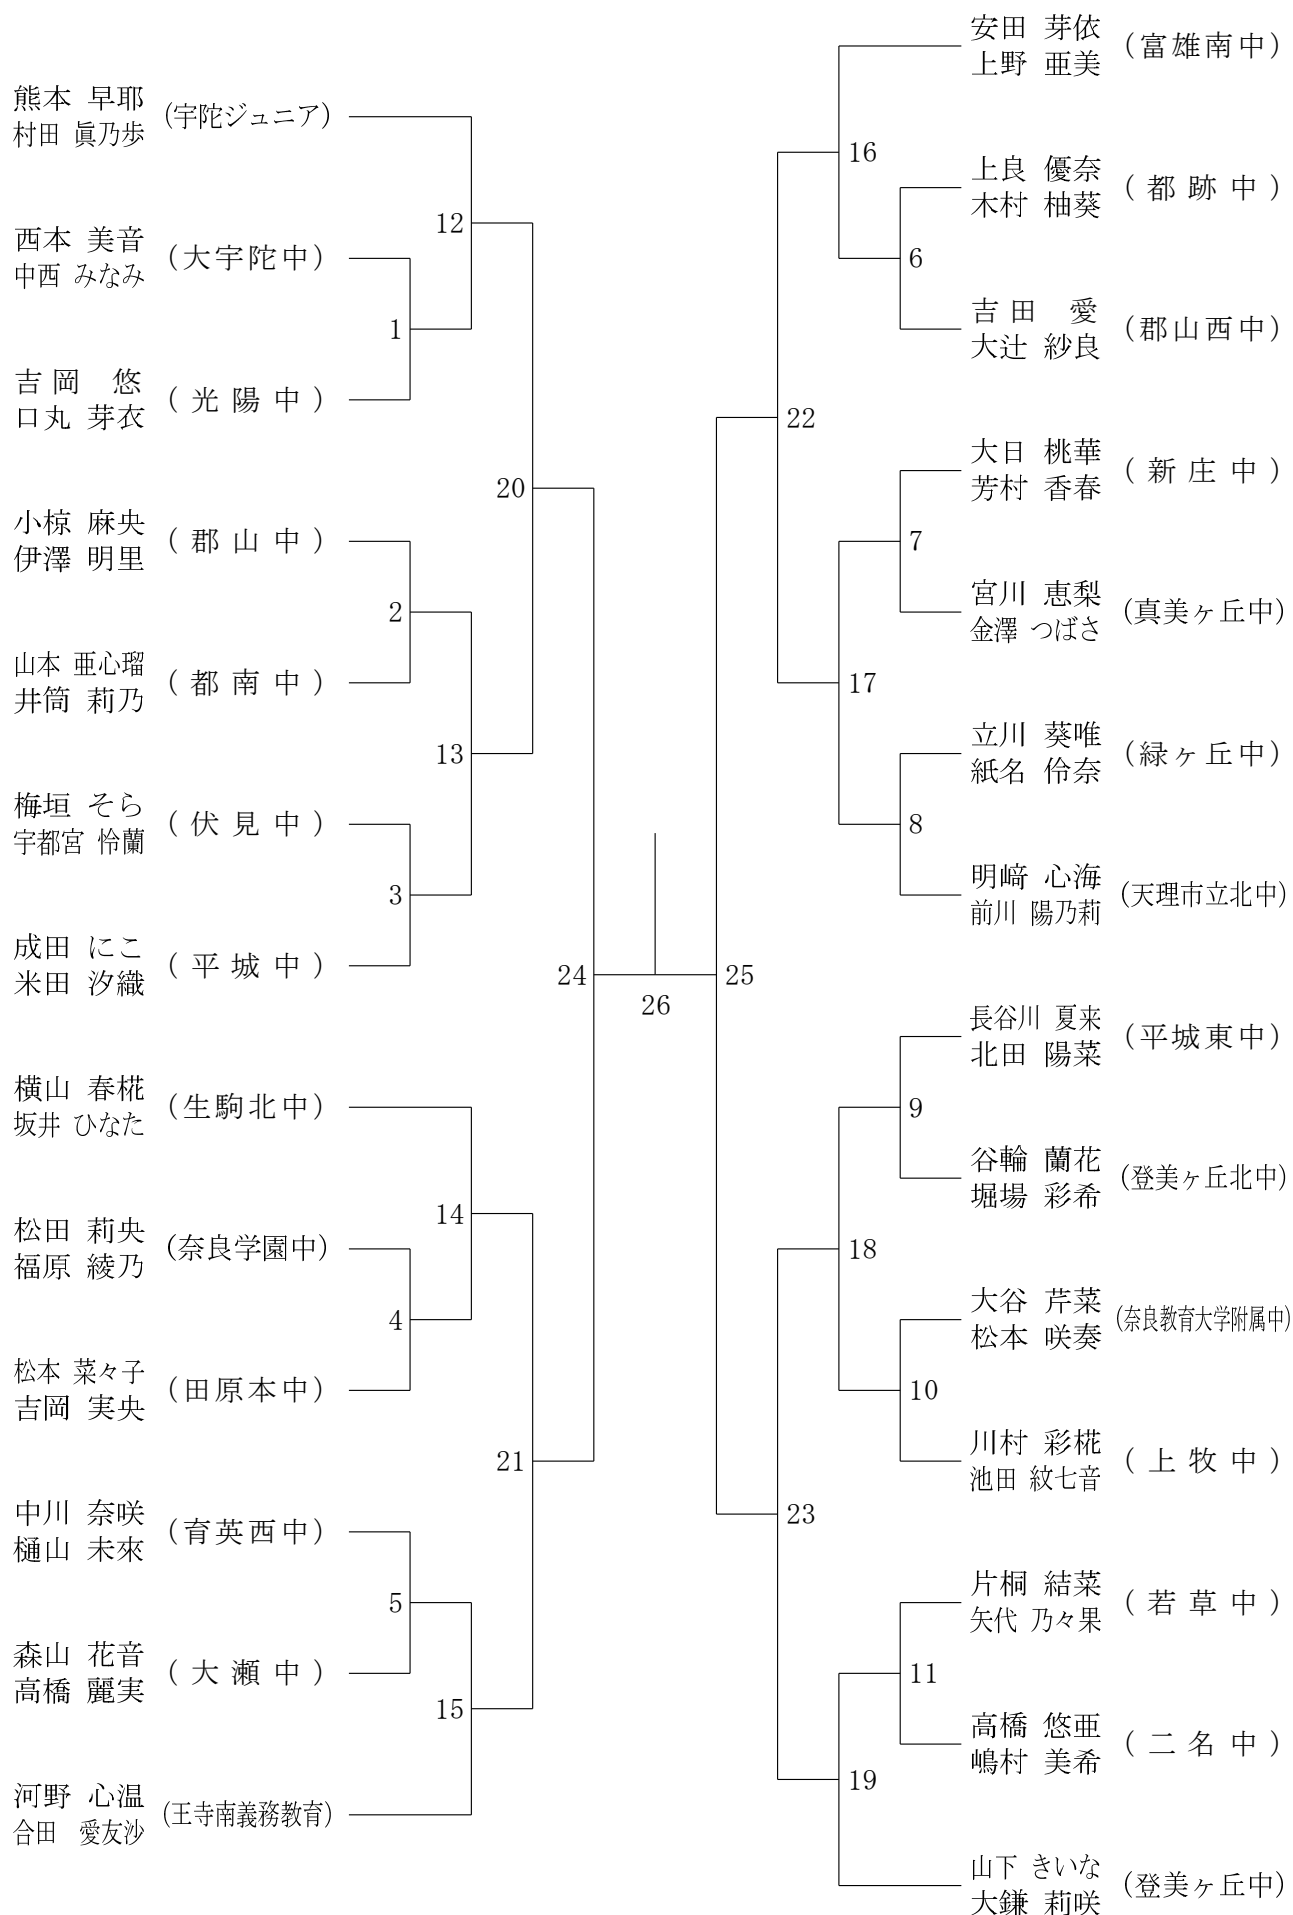 熊本 早耶
村田 眞乃歩
(宇陀ジュニア)
西本 美音
中西 みなみ
(大宇陀中)
吉岡 悠
口丸 芽衣
(光陽中)
小椋 麻央
伊澤 明里
(郡山中)
山本 亜心瑠
井筒 莉乃
(都南中)
梅垣 そら
宇都宮 怜蘭
(伏見中)
成田 にこ
米田 汐織
(平城中)
横山 春椛
坂井 ひなた
(生駒北中)
松田 莉央
福原 綾乃
(奈良学園中)
松本 菜々子
吉岡 実央
(田原本中)
中川 奈咲
樋山 未來
(育英西中)
森山 花音
高橋 麗実
(大瀬中)
河野 心温
合田 愛友沙
(王寺南義務教育)
1
2
3
4
5
12
13
14
15
20
21
24
26
25
22
23
16
17
18
19
6
7
8
9
10
11
安田 芽依
上野 亜美
(富雄南中)
上良 優奈
木村 柚葵
(都跡中)
吉田 愛
大辻 紗良
(郡山西中)
大日 桃華
芳村 香春
(新庄中)
宮川 恵梨
金澤 つばさ
(真美ヶ丘中)
立川 葵唯
紙名 伶奈
(緑ヶ丘中)
明﨑 心海
前川 陽乃莉
(天理市立北中)
長谷川 夏来
北田 陽菜
(平城東中)
谷輪 蘭花
堀場 彩希
(登美ヶ丘北中)
大谷 芹菜
松本 咲奏
(奈良教育大学附属中)
川村 彩椛
池田 紋七音
(上牧中)
片桐 結菜
矢代 乃々果
(若草中)
高橋 悠亜
嶋村 美希
(二名中)
山下 きいな
大鎌 莉咲
(登美ヶ丘中)